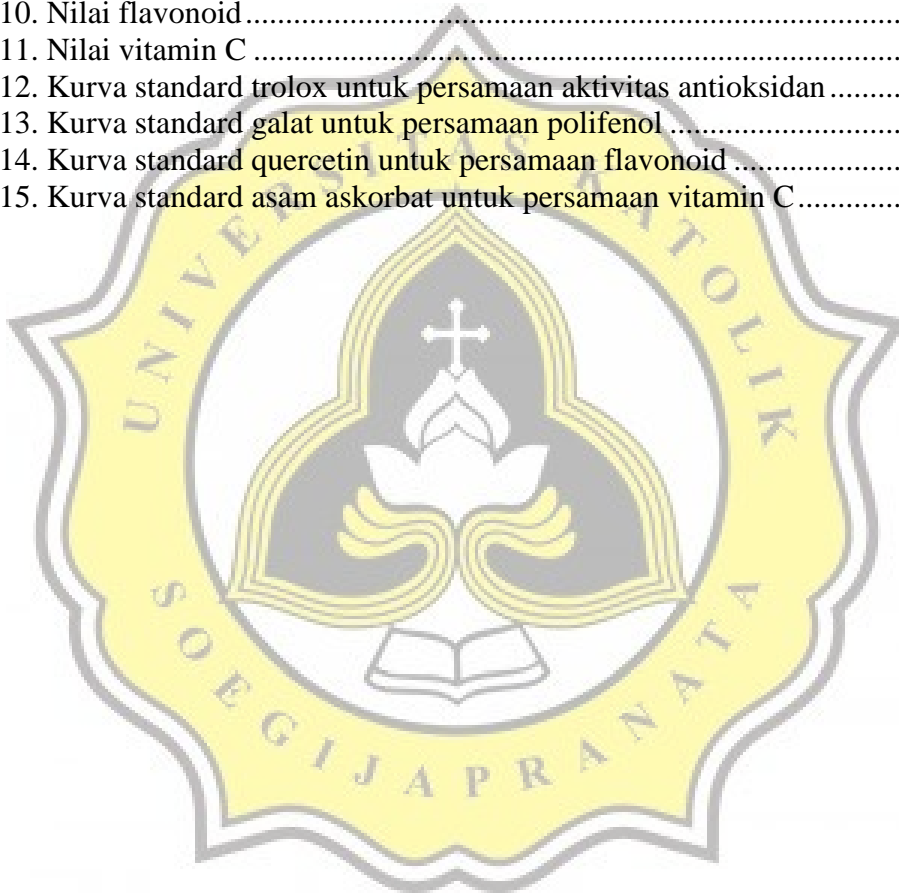 10. Nilai flavonoid........................................................................................
11. Nilai vitamin C .......................................................................................
12. Kurva standard trolox untuk persamaan aktivitas antioksidan .........
13. Kurva standard galat untuk persamaan polifenol .............................
14. Kurva standard quercetin untuk persamaan flavonoid .....................
15. Kurva standard asam askorbat untuk persamaan vitamin C.............
UNIVERSITAS KATOLIK
SOEGIJAPRANATA